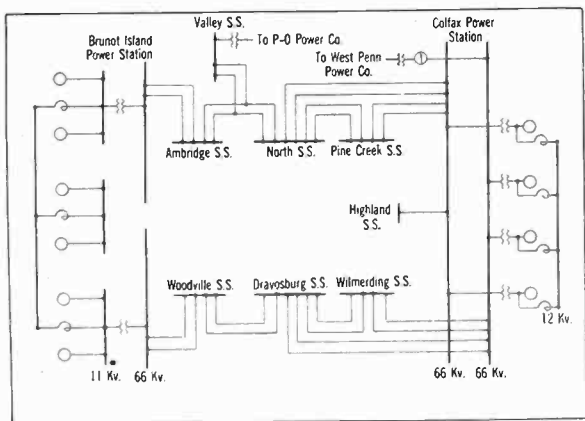 Valley S.S.
Colfax Power
Station
Brunot Island
Power Station
To P-O Power Co.
To West Penn
Power Co.
Ambridge S.S.
North S.S.
Pine Creek S.S
Highland
S.S.
Woodville S.S.
Dravosburg S.S.
Wilmerding S.S.
12 Kv.
11 Kv.
66 Kv.
66 Kv.
66 Kv.